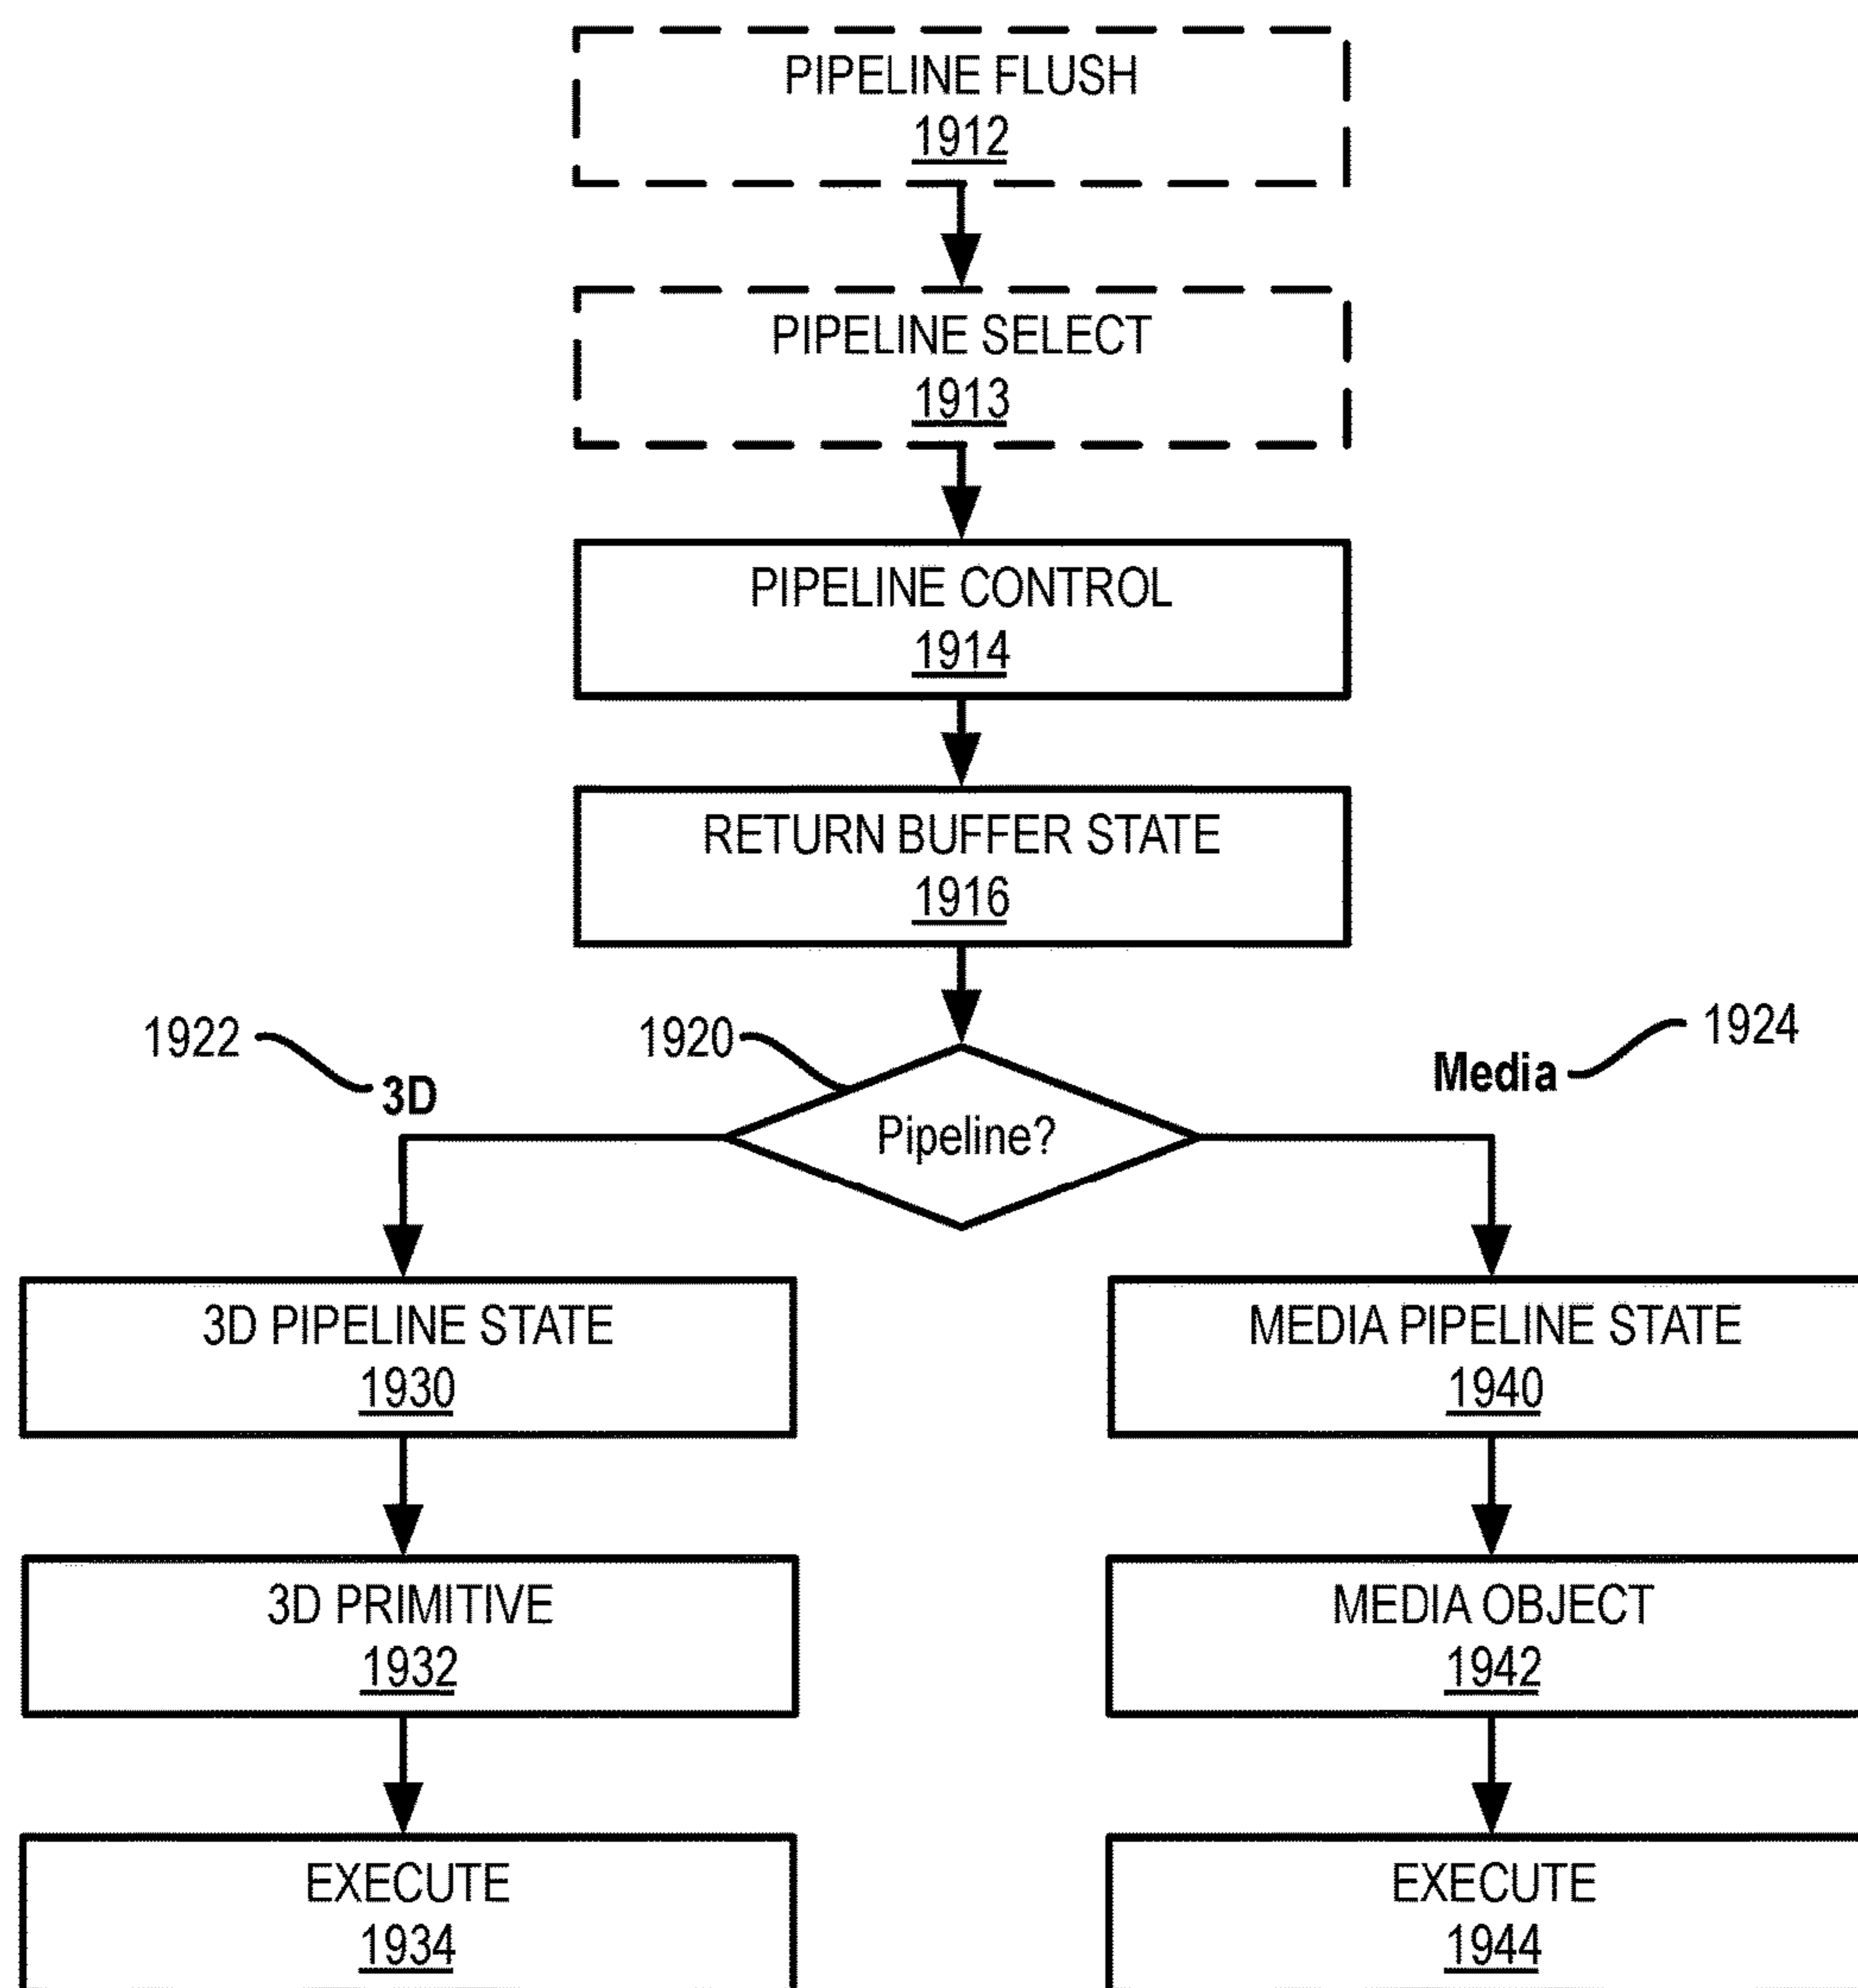 PIPELINE FLUSH
1912
PIPELINE SELECT
1913
PIPELINE CONTROL
1914
RETURN BUFFER STATE
1916
1922
3D
1920
Pipeline?
Media
1924
3D PIPELINE STATE
1930
MEDIA PIPELINE STATE
1940
3D PRIMITIVE
1932
MEDIA OBJECT
1942
EXECUTE
1934
EXECUTE
1944